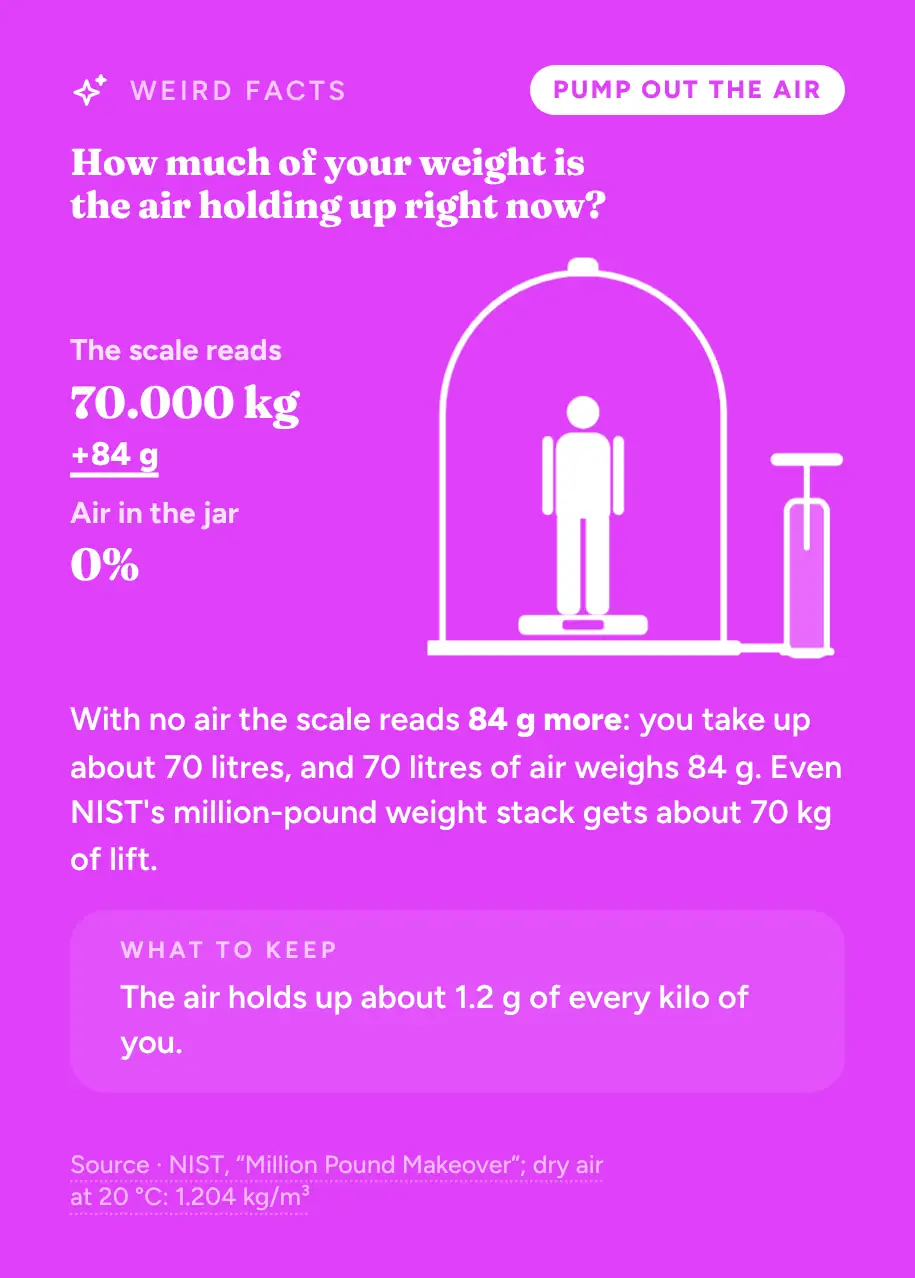 WEIRD FACTS
PUMP OUT THE AIR
How much of your weight is
the air holding up right now?
The scale reads
70.000 kg
+84 g
Air in the jar
0%
With no air the scale reads 84 g more: you take up
about 70 litres, and 70 litres of air weighs 84 g. Even
NIST's million-pound weight stack gets about 70 kg
of lift.
WHAT TO KEEP
The air holds up about 1.2 g of every kilo of
you.
Source · NIST, “Million Pound Makeover”; dry air
at 20 °C: 1.204 kg/m³